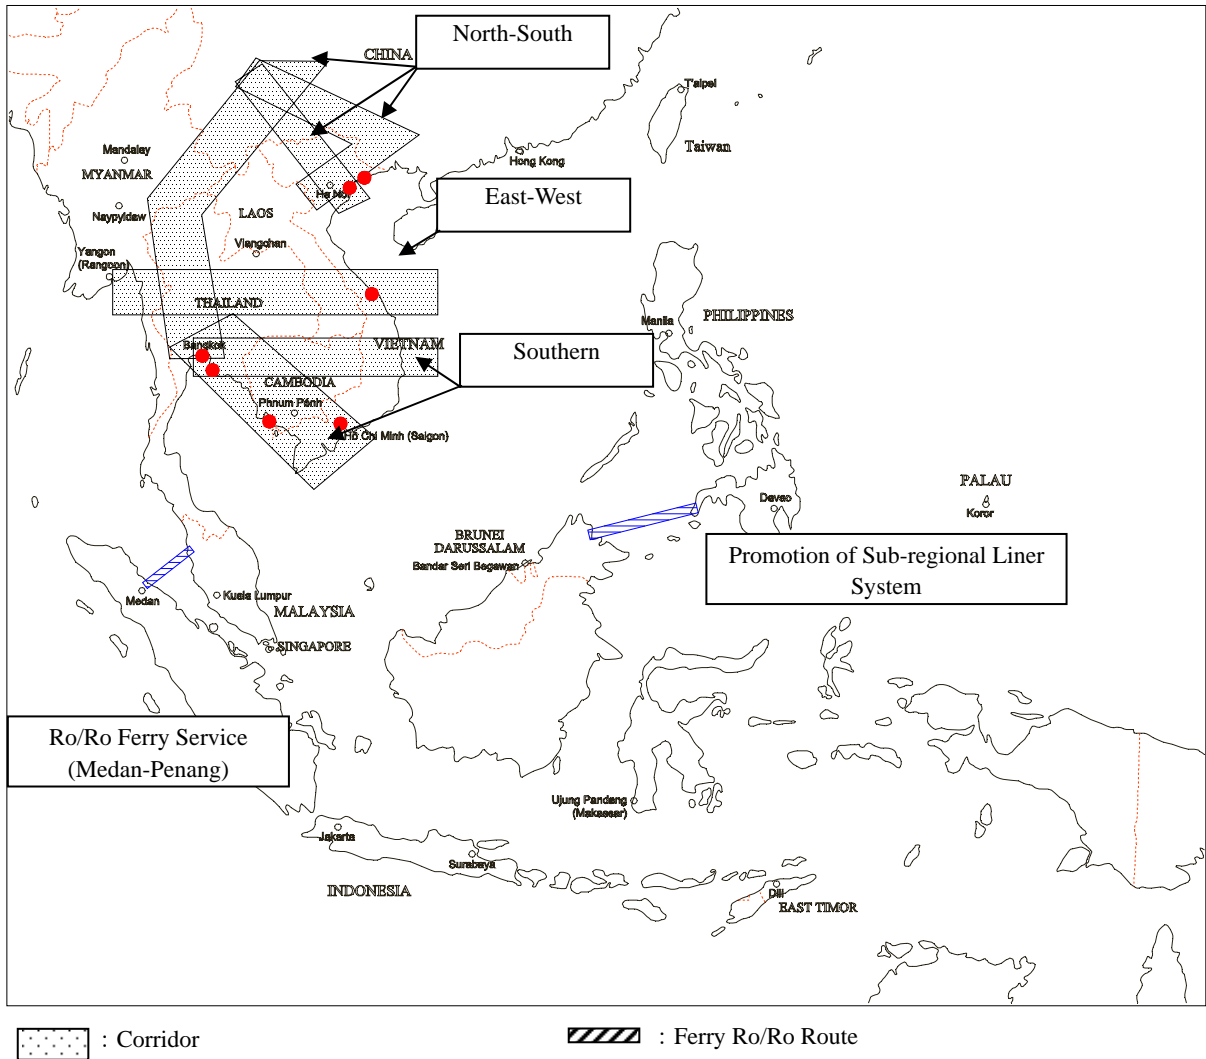 North-South
CHINA
T'aipei
Taiwan
Hong Kong
Mandalay
MYANMAR
Ha Noi
East-West
Naypyidaw
LAOS
Viangchan
Yangon
(Rangoon)
THAILAND
PHILIPPINES
Manila
Bangkok
VIETNAM
Southern
CAMBODIA
Phnum Pénh
Hô Chi Minh (Saigon)
PALAU
Koror
Davao
BRUNEI
DARUSSALAM
Bandar Seri Begawan
Promotion of Sub-regional Liner
System
Medan
Kuala Lumpur
MALAYSIA
SINGAPORE
Ro/Ro Ferry Service
(Medan-Penang)
Ujung Pandang
(Makassar)
Jakarta
Surabaya
INDONESIA
Dili
EAST TIMOR
: Corridor
: Ferry Ro/Ro Route